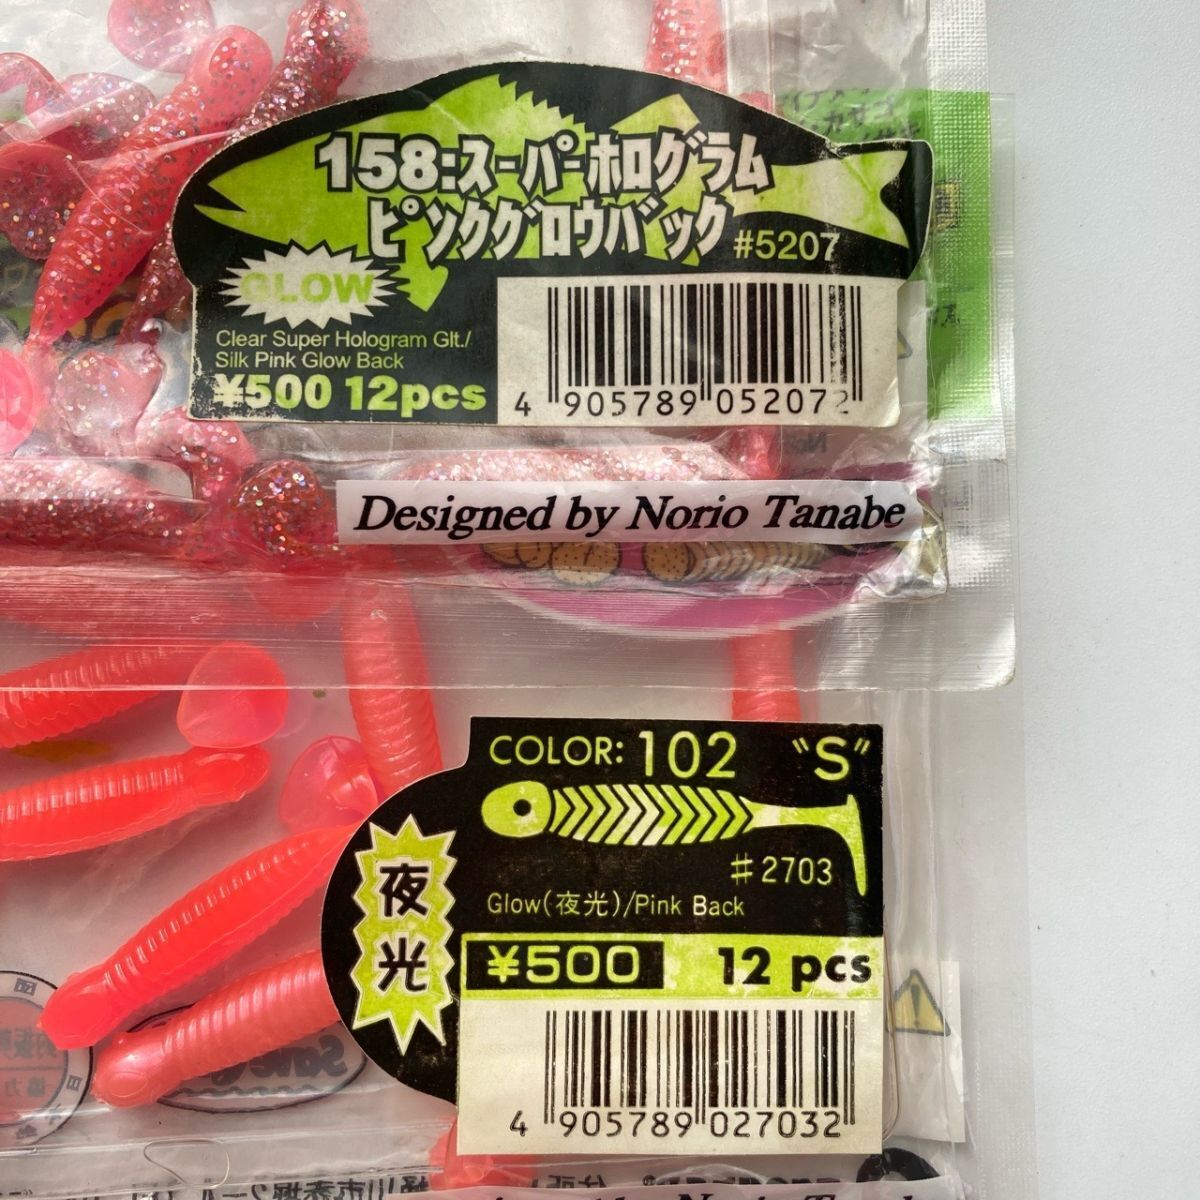 158:スーパーホログラム
ピンクグロウバック #5207
GLOW
Clear Super Hologram Glt./
Silk Pink Glow Back
¥500 12pcs
4 905789 052072
Designed by Norio Tanabe
COLOR: 102 "S"
#2703
夜光
Glow(夜光)/Pink Back
¥500 12 pcs
4 905789 027032
Norio Tanabe